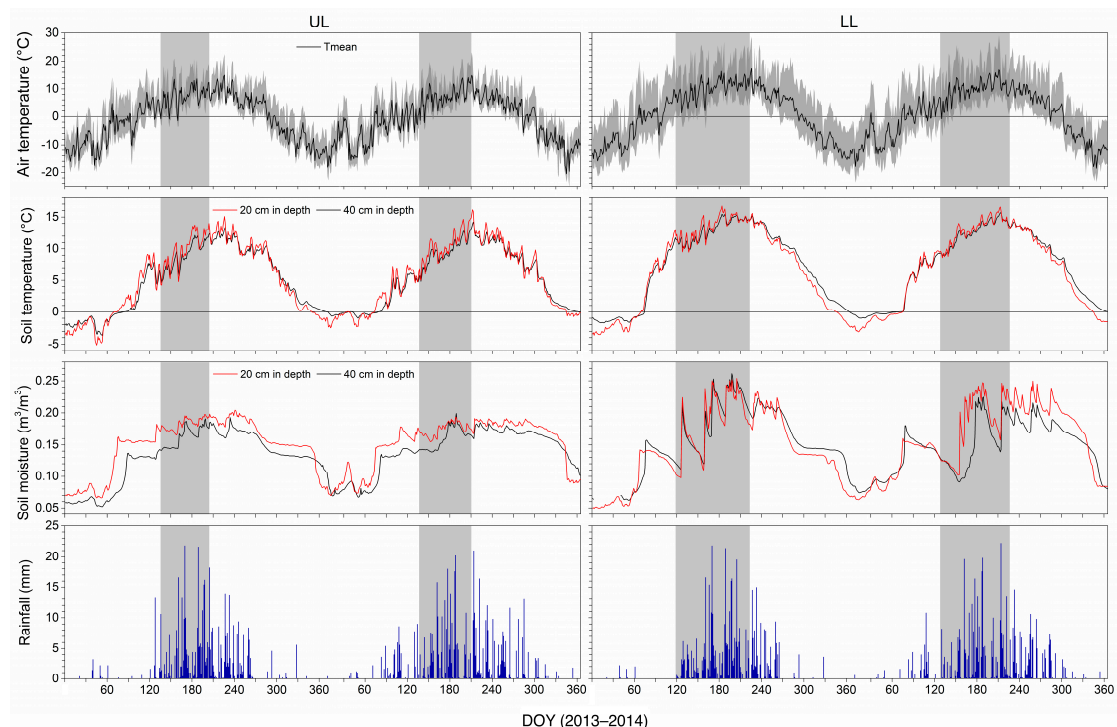 UL
LL
Air temperature (°C)
30
20
10
0
-10
-20
Tmean
Soil temperature (°C)
15
10
5
0
-5
20 cm in depth
40 cm in depth
Soil moisture (m³/m³)
0.25
0.20
0.15
0.10
0.05
20 cm in depth
40 cm in depth
Rainfall (mm)
25
20
15
10
5
0
60 120 180 240 300 360 60 120 180 240 300 360
60 120 180 240 300 360 60 120 180 240 300 360
DOY (2013–2014)